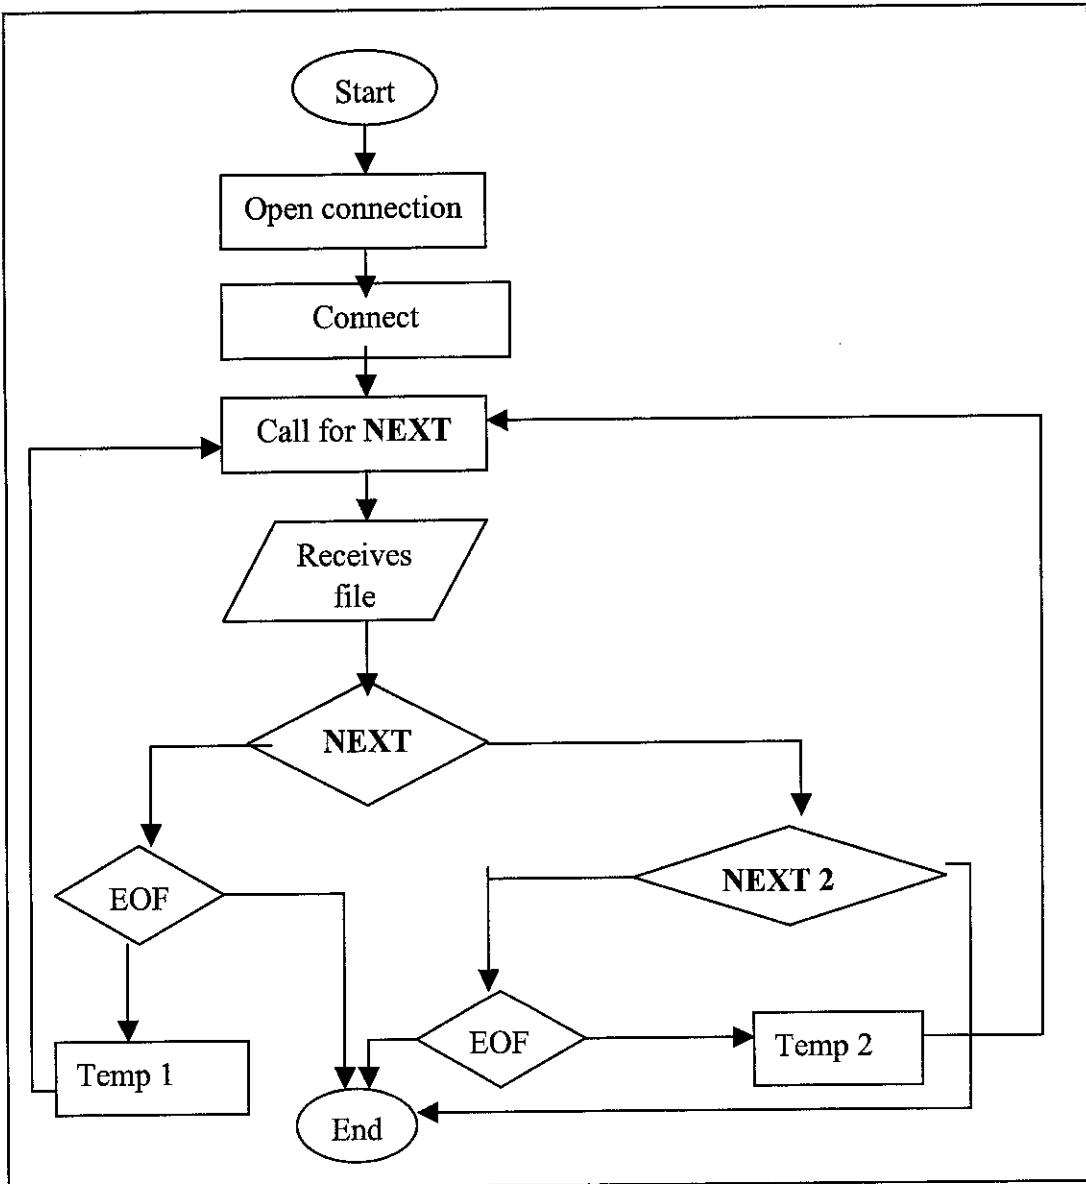 Start
Open connection
Connect
Call for NEXT
Receives
file
NEXT
EOF
NEXT 2
EOF
Temp 2
Temp 1
End